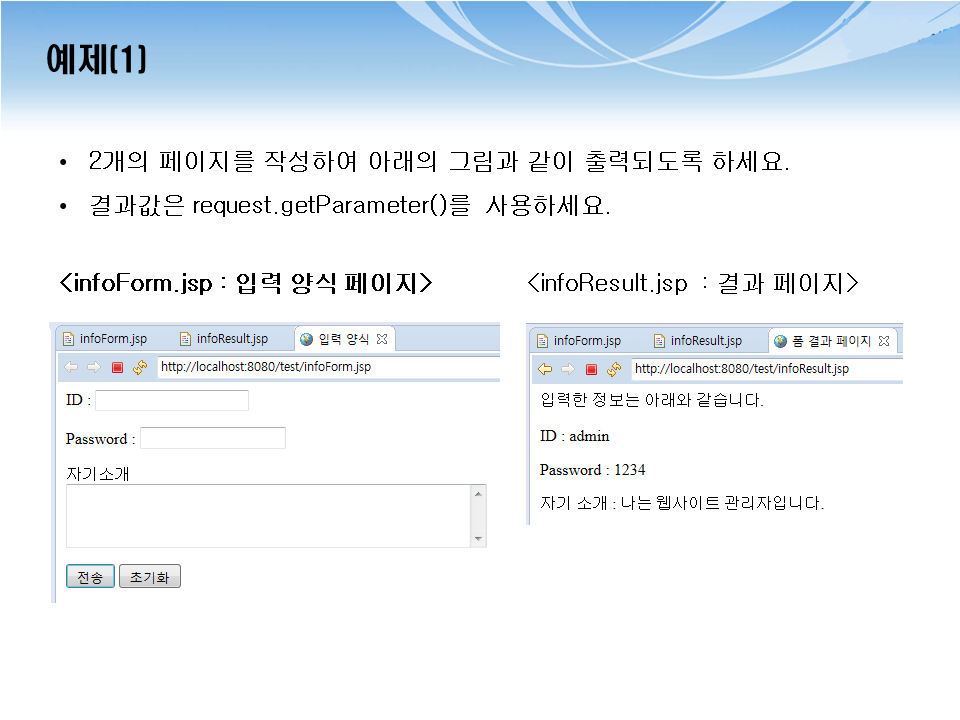 예제(1)
• 2개의 페이지를 작성하여 아래의 그림과 같이 출력되도록 하세요.
• 결과값은 request.getParameter()를 사용하세요.
<infoForm.jsp : 입력 양식 페이지>
infoForm.jsp infoResult.jsp 입력 양식
http://localhost:8080/test/infoForm.jsp
ID :
Password :
자기소개
전송 초기화
<infoResult.jsp : 결과 페이지>
infoForm.jsp infoResult.jsp 폼 결과 페이지
http://localhost:8080/test/infoResult.jsp
입력한 정보는 아래와 같습니다.
ID : admin
Password : 1234
자기 소개 : 나는 웹사이트 관리자입니다.